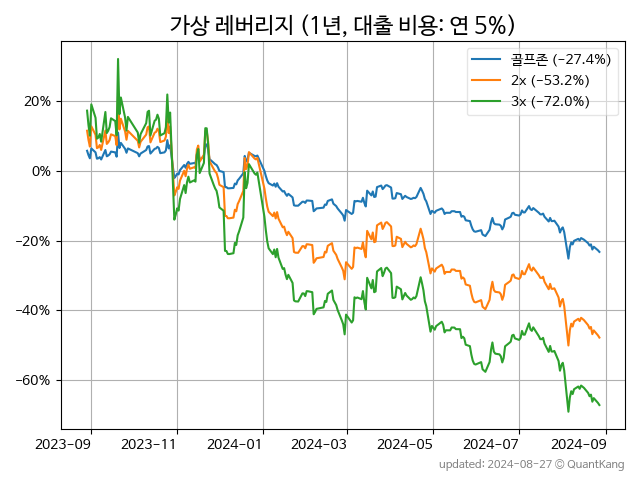 가상 레버리지 (1년, 대출 비용: 연 5%)
골프존 (−27.4%)
2x (−53.2%)
3x (−72.0%)
20%
0%
−20%
−40%
−60%
2023-09 2023-11 2024-01 2024-03 2024-05 2024-07 2024-09
updated: 2024-08-27 © QuantKang